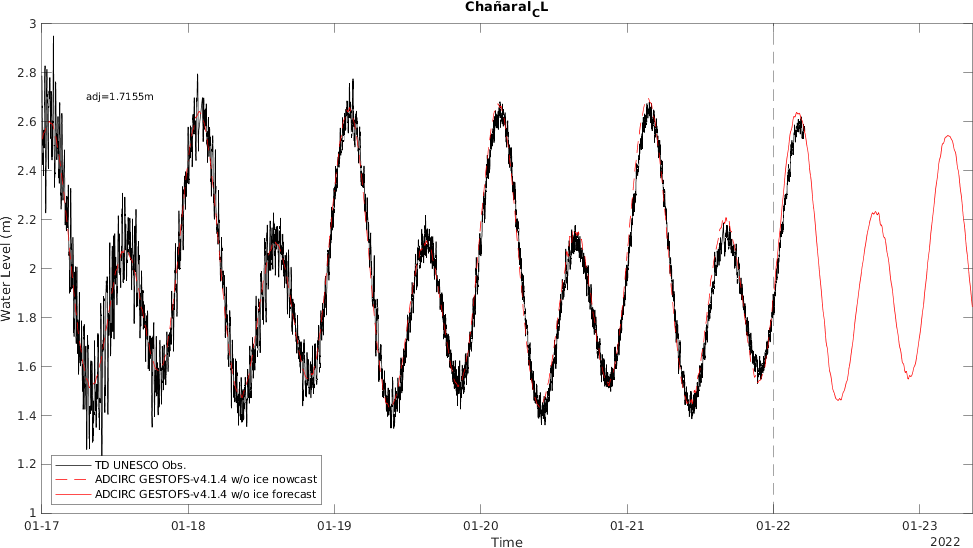 Chañaral_CL
3
2.8
2.6
2.4
2.2
2
1.8
1.6
1.4
1.2
1
Water Level (m)
adj=1.7155m
TD UNESCO Obs.
ADCIRC GESTOFS-v4.1.4 w/o ice nowcast
ADCIRC GESTOFS-v4.1.4 w/o ice forecast
01-17 01-18 01-19 01-20 01-21 01-22 01-23
Time
2022